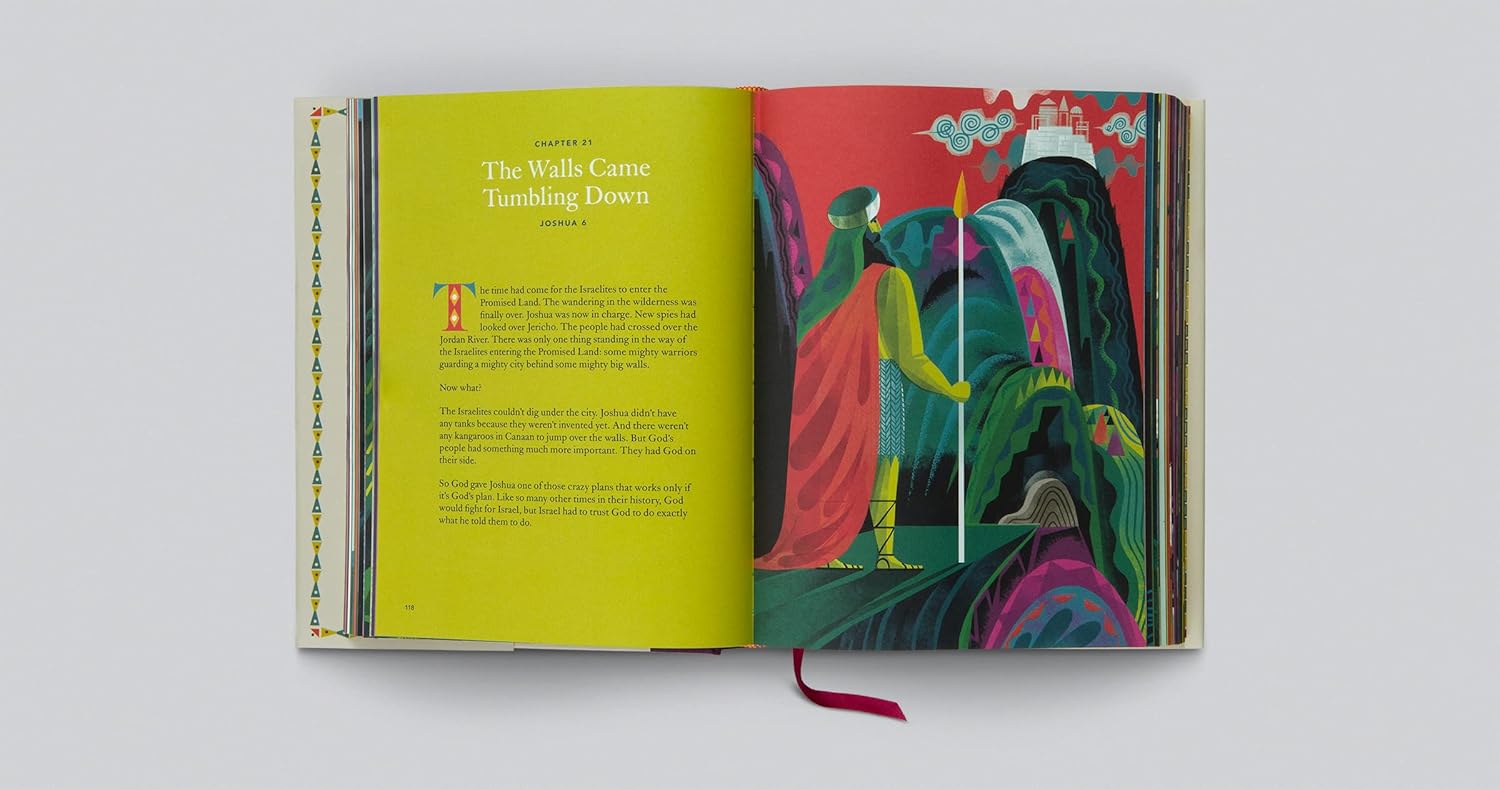 CHAPTER 21
The Walls Came
Tumbling Down
JOSHUA 6
The time had come for the Israelites to enter the
Promised Land. The wandering in the wilderness was
finally over. Joshua was now in charge. New spies had
looked over Jericho. The people had crossed over the
Jordan River. There was only one thing standing in the way of
the Israelites entering the Promised Land: some mighty warriors
guarding a mighty city behind some mighty big walls.
Now what?
The Israelites couldn't dig under the city. Joshua didn't have
any tanks because they weren't invented yet. And there weren't
any kangaroos in Canaan to jump over the walls. But God's
people had something much more important. They had God on
their side.
So God gave Joshua one of those crazy plans that works only if
it's God's plan. Like so many other times in their history, God
would fight for Israel, but Israel had to trust God to do exactly
what he told them to do.
118